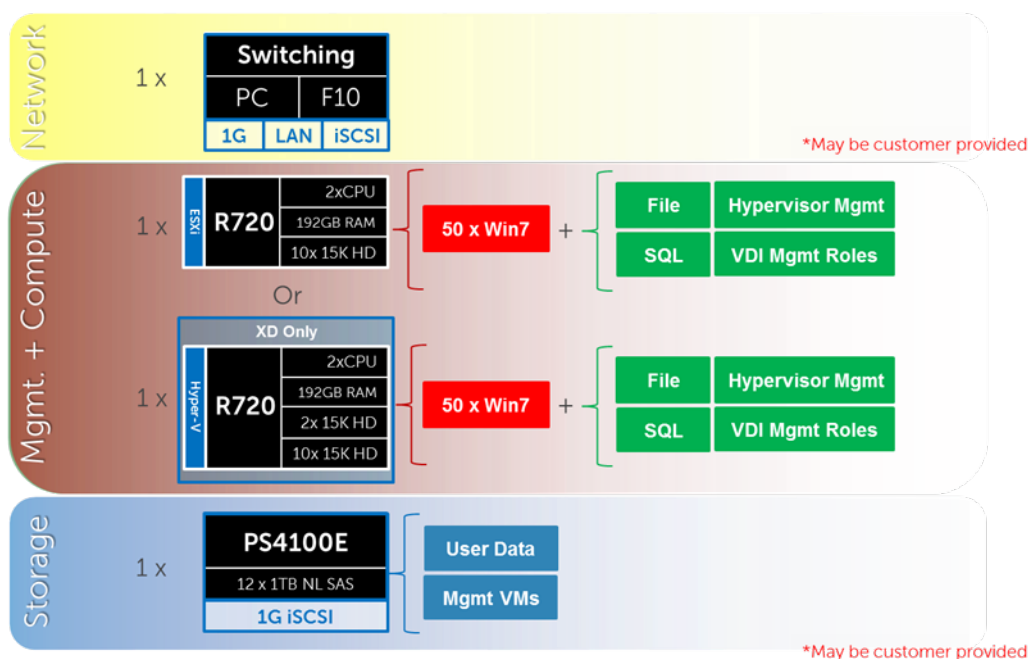 Network
1 x
Switching
PC F10
1G LAN iSCSI
*May be customer provided
Mgmt. + Compute
1 x
ESXi
R720
2xCPU
192GB RAM
10x 15K HD
50 x Win7
+
File Hypervisor Mgmt
SQL VDI Mgmt Roles
Or
XD Only
1 x
Hyper-V
R720
2xCPU
192GB RAM
2x 15K HD
10x 15K HD
50 x Win7
+
File Hypervisor Mgmt
SQL VDI Mgmt Roles
Storage
1 x
PS4100E
12 x 1TB NL SAS
1G iSCSI
User Data
Mgmt VMs
*May be customer provided